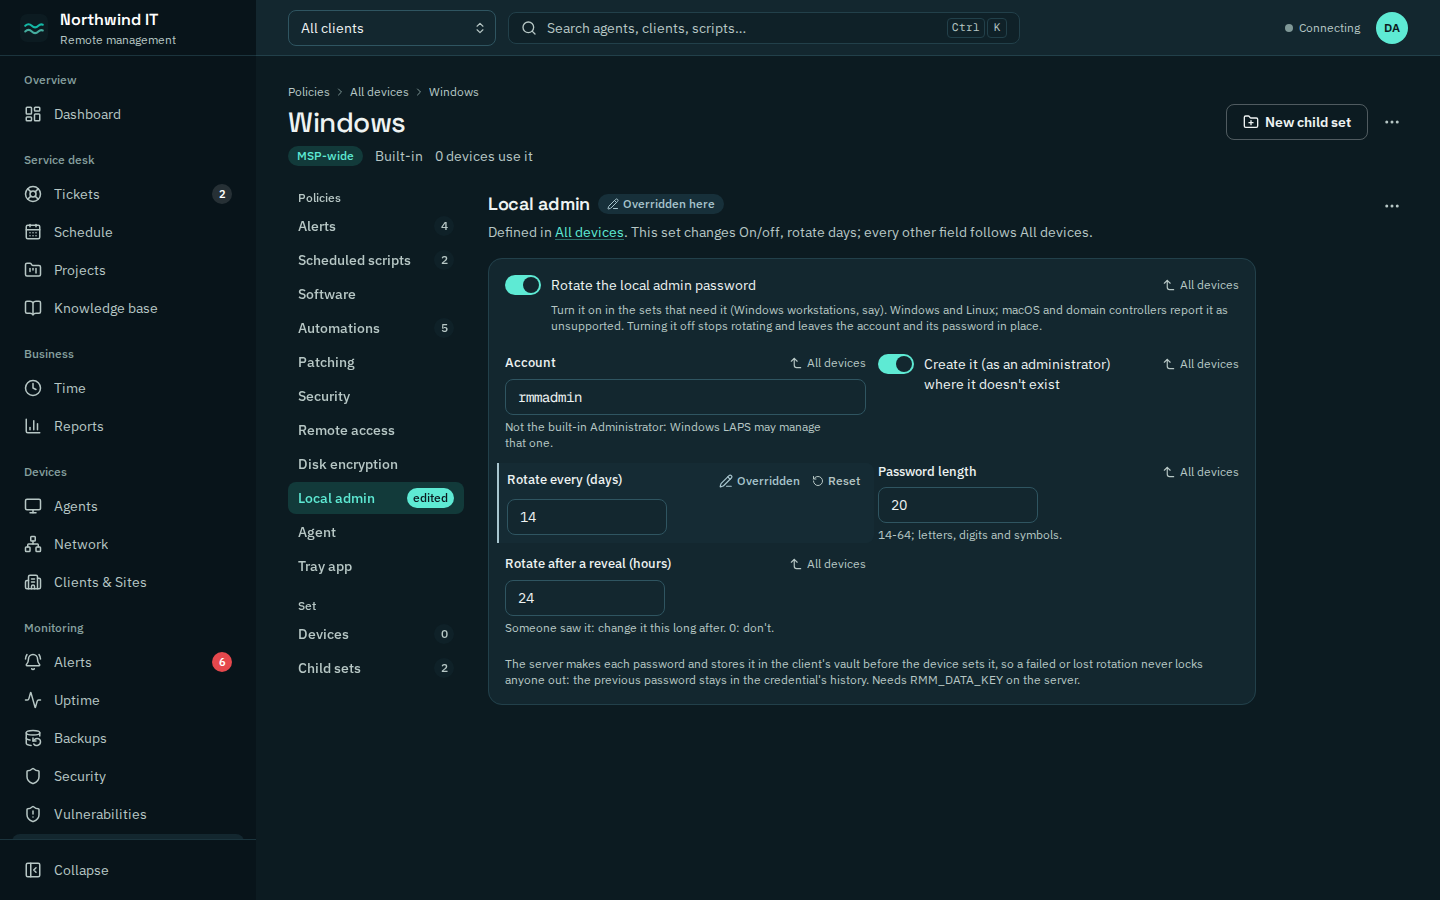 Northwind IT
Remote management
All clients
Search agents, clients, scripts...
Ctrl K
Connecting
DA
Overview
Dashboard
Service desk
Tickets 2
Schedule
Projects
Knowledge base
Business
Time
Reports
Devices
Agents
Network
Clients & Sites
Monitoring
Alerts 6
Uptime
Backups
Security
Vulnerabilities
Collapse
Policies > All devices > Windows
Windows
MSP-wide Built-in 0 devices use it
New child set
Policies
Alerts 4
Scheduled scripts 2
Software
Automations 5
Patching
Security
Remote access
Disk encryption
Local admin edited
Agent
Tray app
Set
Devices 0
Child sets 2
Local admin Overridden here
Defined in All devices. This set changes On/off, rotate days; every other field follows All devices.
Rotate the local admin password All devices
Turn it on in the sets that need it (Windows workstations, say). Windows and Linux; macOS and domain controllers report it as
unsupported. Turning it off stops rotating and leaves the account and its password in place.
Account All devices
rmmadmin
Not the built-in Administrator: Windows LAPS may manage
that one.
Create it (as an administrator) All devices
where it doesn't exist
Rotate every (days) Overridden Reset
14
Password length All devices
20
14-64; letters, digits and symbols.
Rotate after a reveal (hours) All devices
24
Someone saw it: change it this long after. 0: don't.
The server makes each password and stores it in the client's vault before the device sets it, so a failed or lost rotation never locks
anyone out: the previous password stays in the credential's history. Needs RMM_DATA_KEY on the server.